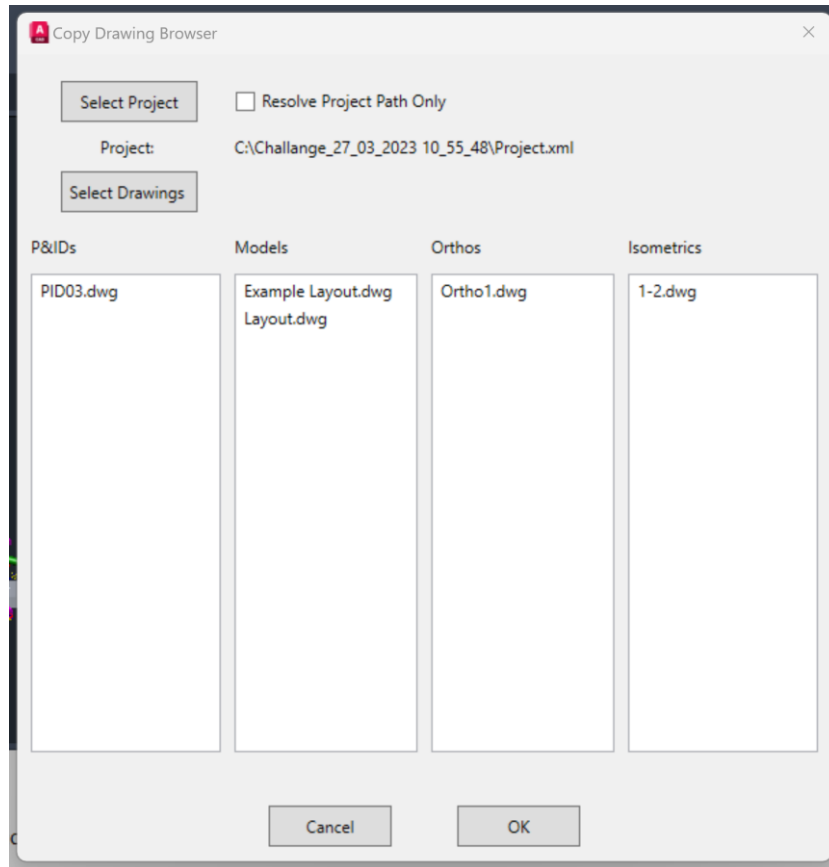 Copy Drawing Browser
Select Project
Resolve Project Path Only
Project:
C:\Challange_27_03_2023 10_55_48\Project.xml
Select Drawings
P&IDs
Models
Orthos
Isometrics
PID03.dwg
Example Layout.dwg
Layout.dwg
Ortho1.dwg
1-2.dwg
Cancel
OK